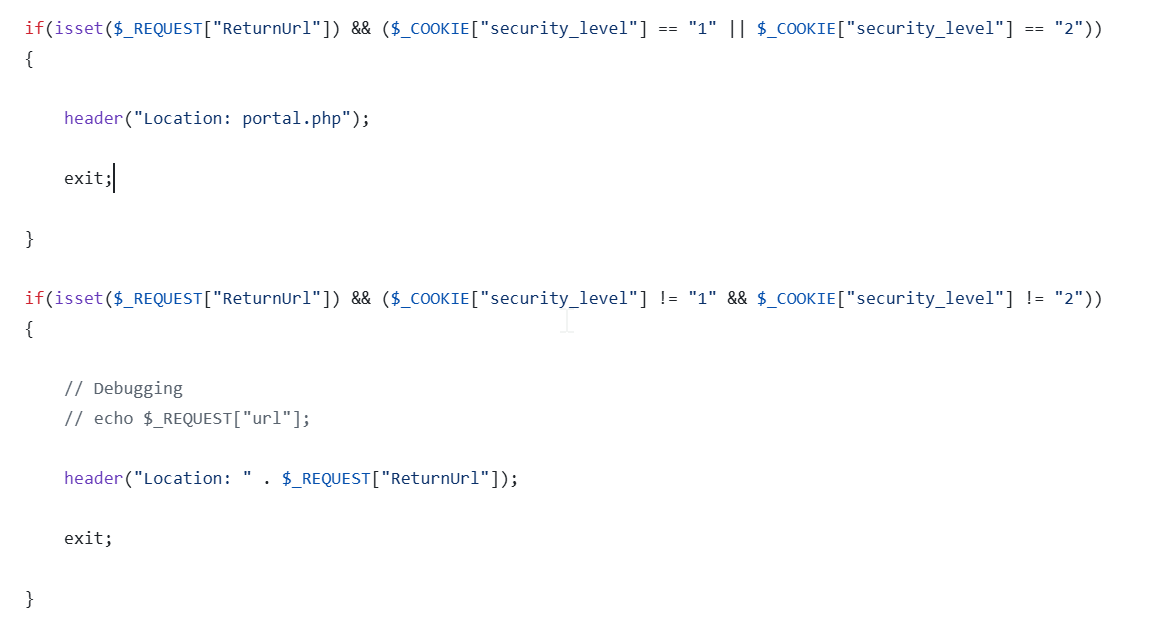 if(isset($_REQUEST["ReturnUrl"]) && ($_COOKIE["security_level"] == "1" || $_COOKIE["security_level"] == "2"))
{
header("Location: portal.php");
exit;
}
if(isset($_REQUEST["ReturnUrl"]) && ($_COOKIE["security_level"] != "1" && $_COOKIE["security_level"] != "2"))
{
// Debugging
// echo $_REQUEST["url"];
header("Location: " . $_REQUEST["ReturnUrl"]);
exit;
}